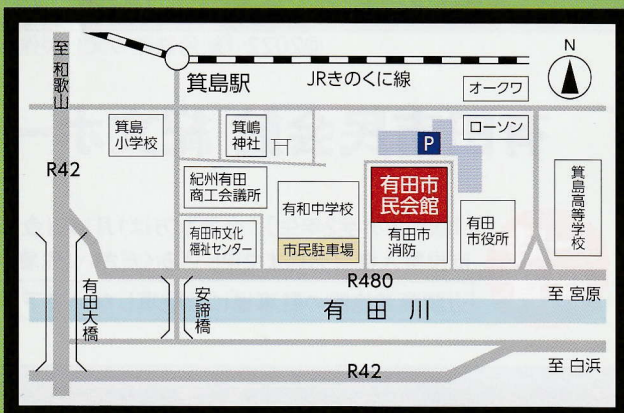 至和歌山
箕島駅
JRきのくに線
N
オークワ
箕島
小学校
箕嶋
神社
P
ローソン
R42
紀州有田
商工会議所
有和中学校
有田市
民会館
箕島高等学校
有田市文化
福祉センター
市民駐車場
有田市
消防
有田
市役所
R480
至 宮原
有田大橋
安諦橋
有田川
R42
至 白浜